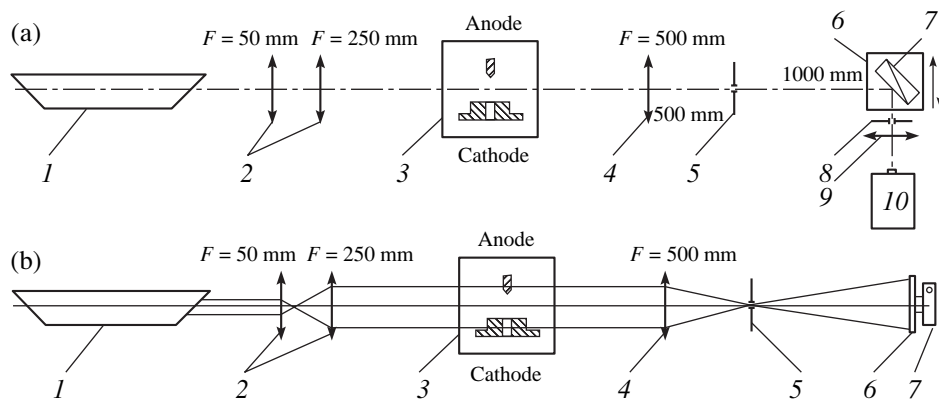 (a)
Anode
6
7
F = 50 mm
F = 250 mm
F = 500 mm
1000 mm
500 mm
1
2
3
Cathode
4
5
8
9
10
(b)
Anode
F = 50 mm
F = 250 mm
F = 500 mm
1
2
3
Cathode
4
5
6
7